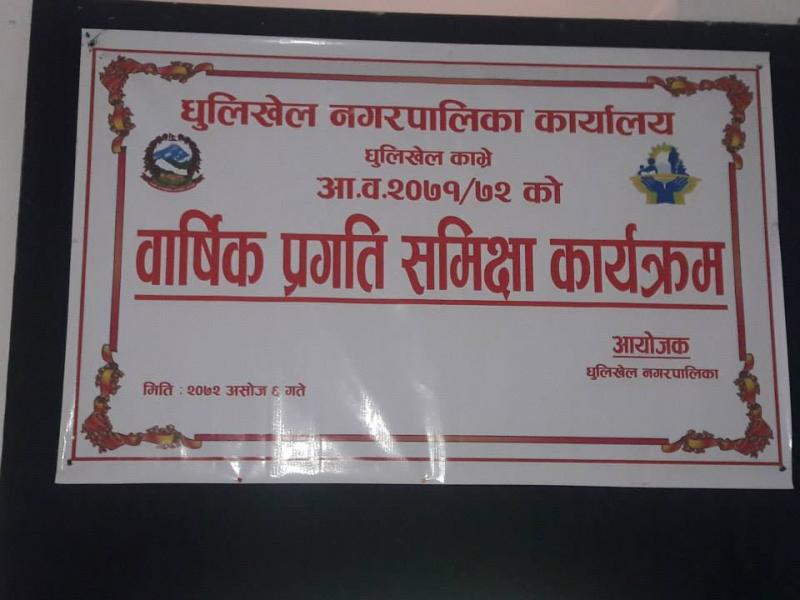 धुलिखेल नगरपालिका कार्यालय
धुलिखेल काभ्रे
आ.व.२०७१/७२ को
वार्षिक प्रगति समिक्षा कार्यक्रम
आयोजक
धुलिखेल नगरपालिका
मिति : २०७२ असोज ६ गते